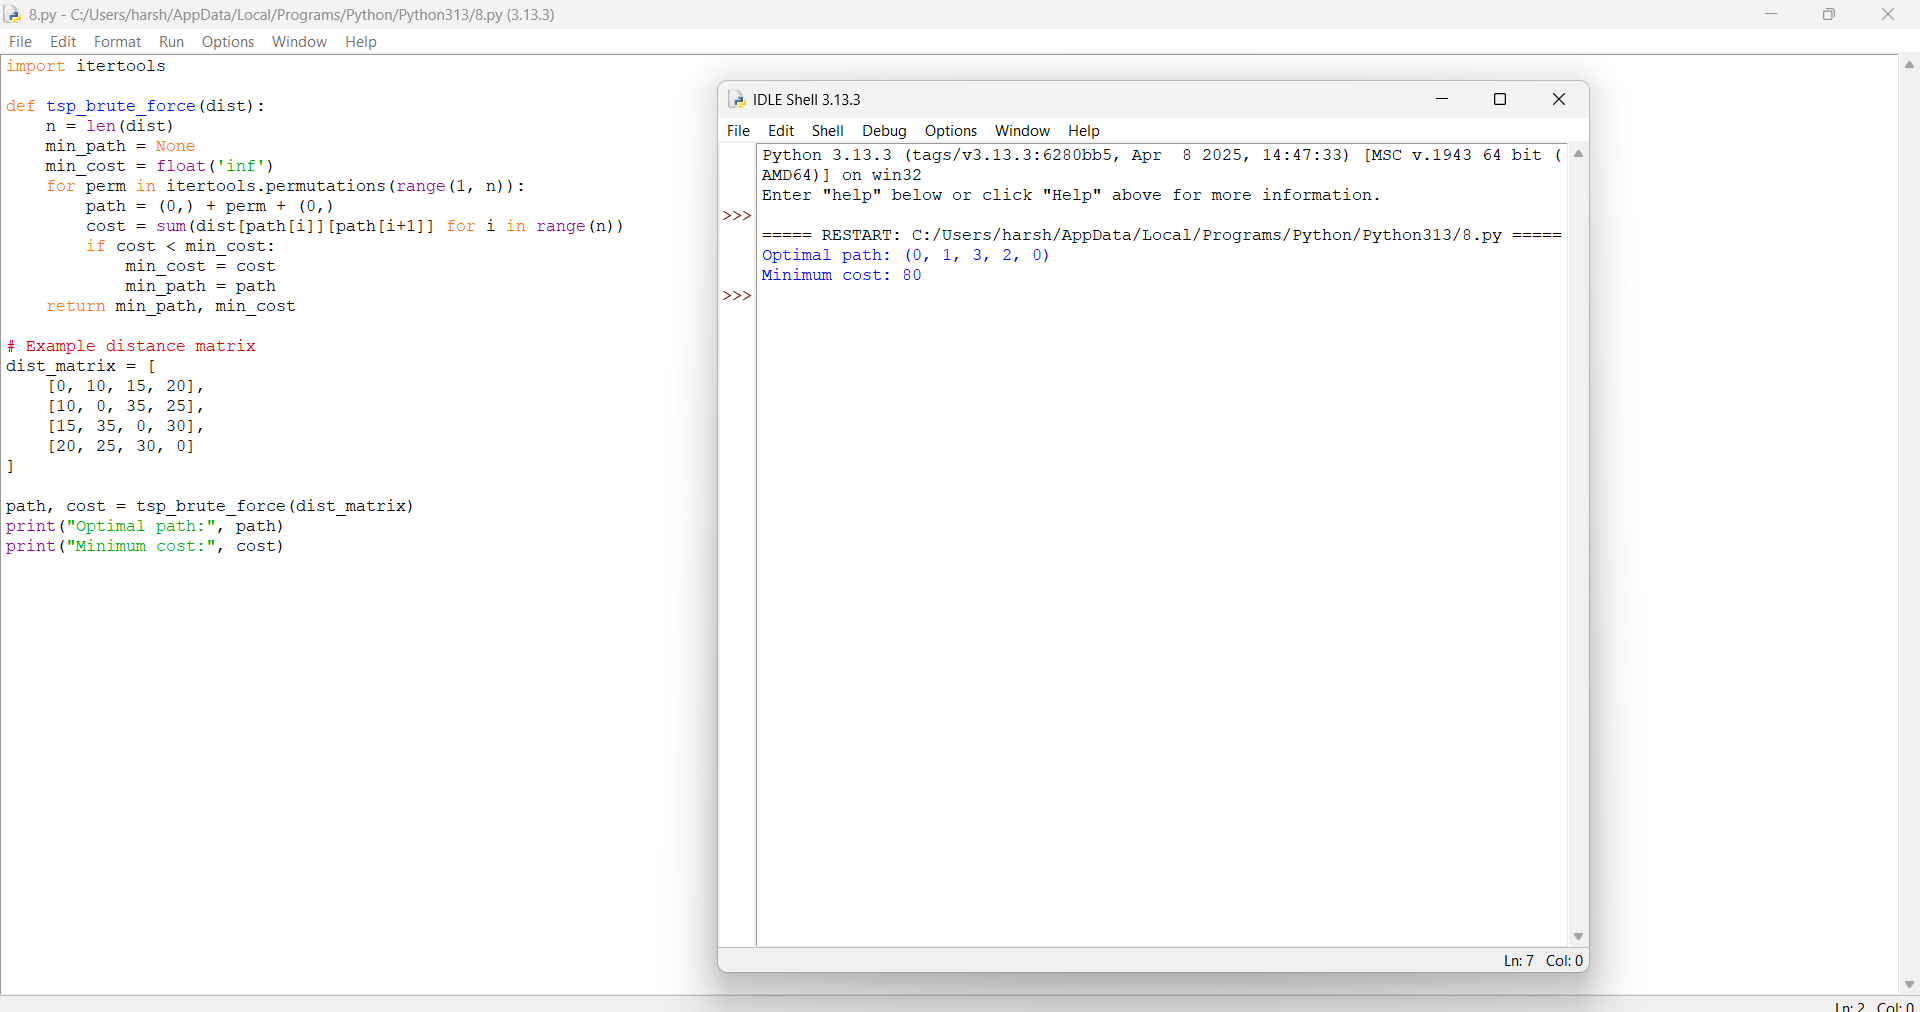 8.py - C:/Users/harsh/AppData/Local/Programs/Python/Python313/8.py (3.13.3)
File Edit Format Run Options Window Help
import itertools

def tsp_brute_force(dist):
    n = len(dist)
    min_path = None
    min_cost = float('inf')
    for perm in itertools.permutations(range(1, n)):
        path = (0,) + perm + (0,)
        cost = sum(dist[path[i]][path[i+1]] for i in range(n))
        if cost < min_cost:
            min_cost = cost
            min_path = path
    return min_path, min_cost

# Example distance matrix
dist_matrix = [
    [0, 10, 15, 20],
    [10, 0, 35, 25],
    [15, 35, 0, 30],
    [20, 25, 30, 0]
]

path, cost = tsp_brute_force(dist_matrix)
print("Optimal path:", path)
print("Minimum cost:", cost)
IDLE Shell 3.13.3
File Edit Shell Debug Options Window Help
Python 3.13.3 (tags/v3.13.3:6280bb5, Apr  8 2025, 14:47:33) [MSC v.1943 64 bit (
AMD64)] on win32
Enter "help" below or click "Help" above for more information.
>>>
===== RESTART: C:/Users/harsh/AppData/Local/Programs/Python/Python313/8.py =====
Optimal path: (0, 1, 3, 2, 0)
Minimum cost: 80
>>>
Ln: 7 Col: 0
Ln: 2 Col: 0